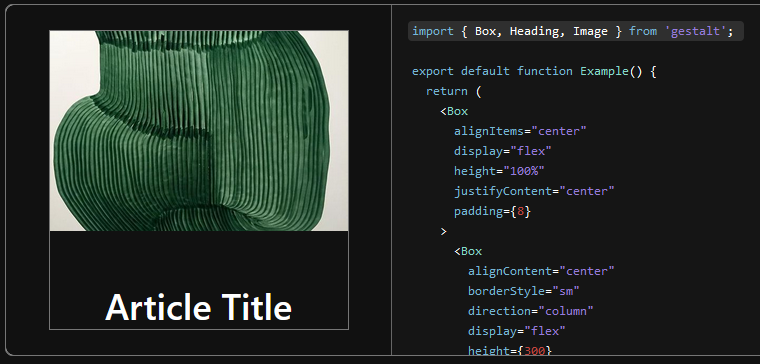 Article Title
import { Box, Heading, Image } from 'gestalt';
export default function Example() {
return (
<Box
alignItems="center"
display="flex"
height="100%"
justifyContent="center"
padding={8}
>
<Box
alignContent="center"
borderStyle="sm"
direction="column"
display="flex"
height={300}